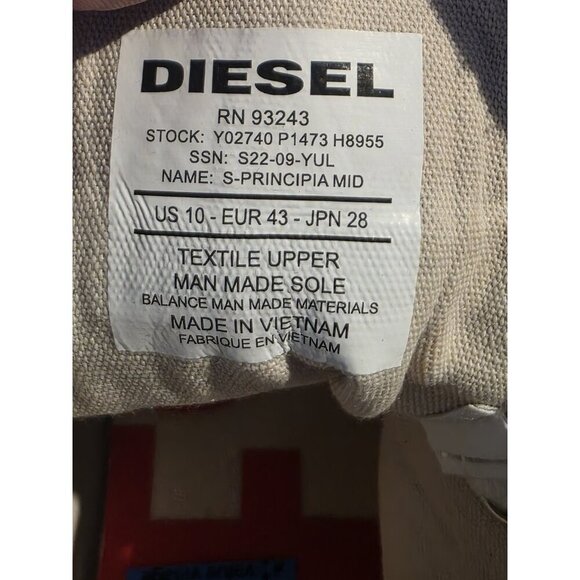 DIESEL
RN 93243
STOCK: Y02740 P1473 H8955
SSN: S22-09-YUL
NAME: S-PRINCIPIA MID
US 10 - EUR 43 - JPN 28
TEXTILE UPPER
MAN MADE SOLE
BALANCE MAN MADE MATERIALS
MADE IN VIETNAM
FABRIQUE EN VIETNAM